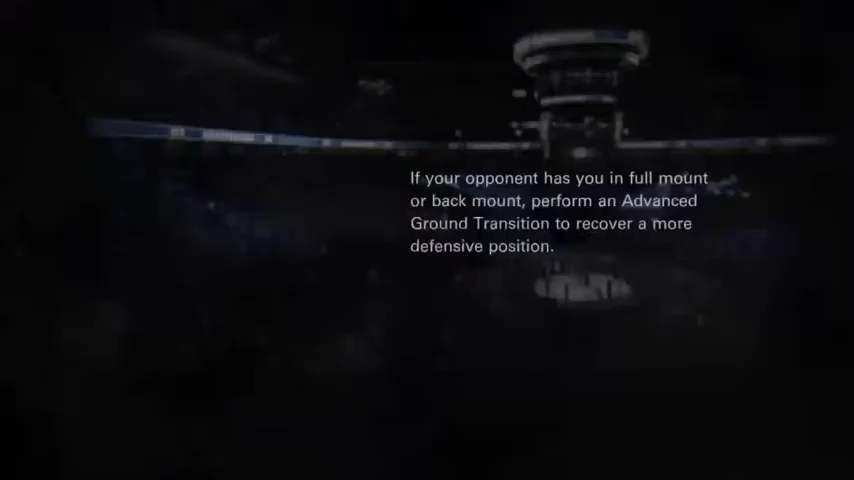 If your opponent has you in full mount
or back mount, perform an Advanced
Ground Transition to recover a more
defensive position.